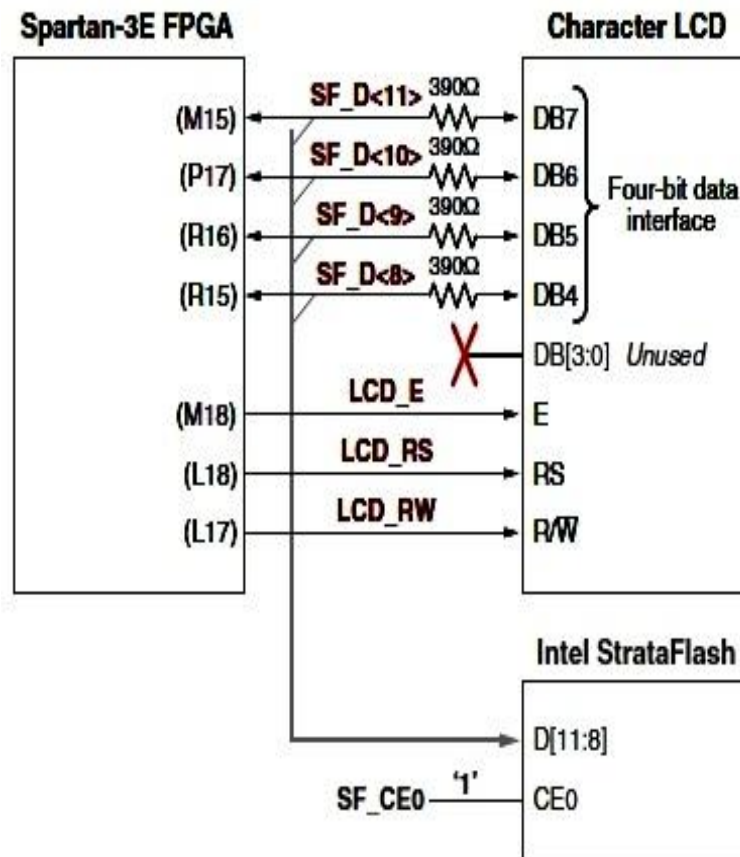 Spartan-3E FPGA
Character LCD
(M15) SF_D<11> 390Ω DB7
(P17) SF_D<10> 390Ω DB6
(R16) SF_D<9> 390Ω DB5
(R15) SF_D<8> 390Ω DB4
Four-bit data
interface
DB[3:0] Unused
(M18) LCD_E E
(L18) LCD_RS RS
(L17) LCD_RW R/W̅
Intel StrataFlash
D[11:8]
SF_CE0 '1' CE0